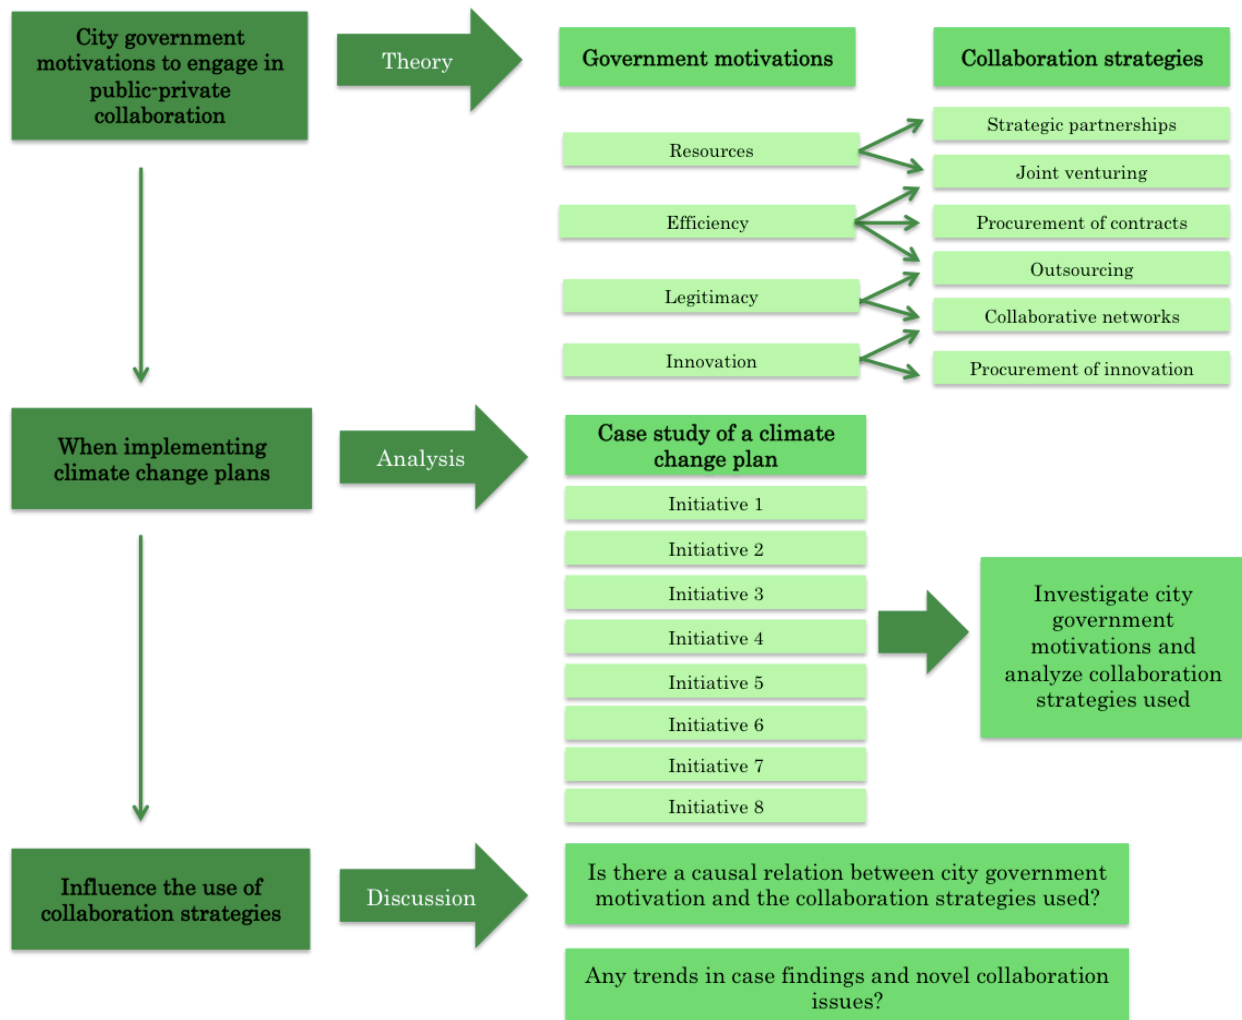 City government
motivations to engage in
public-private
collaboration
Theory
Government motivations
Collaboration strategies
Resources
Efficiency
Legitimacy
Innovation
Strategic partnerships
Joint venturing
Procurement of contracts
Outsourcing
Collaborative networks
Procurement of innovation
When implementing
climate change plans
Analysis
Case study of a climate
change plan
Initiative 1
Initiative 2
Initiative 3
Initiative 4
Initiative 5
Initiative 6
Initiative 7
Initiative 8
Investigate city
government
motivations and
analyze collaboration
strategies used
Influence the use of
collaboration strategies
Discussion
Is there a causal relation between city government
motivation and the collaboration strategies used?
Any trends in case findings and novel collaboration
issues?